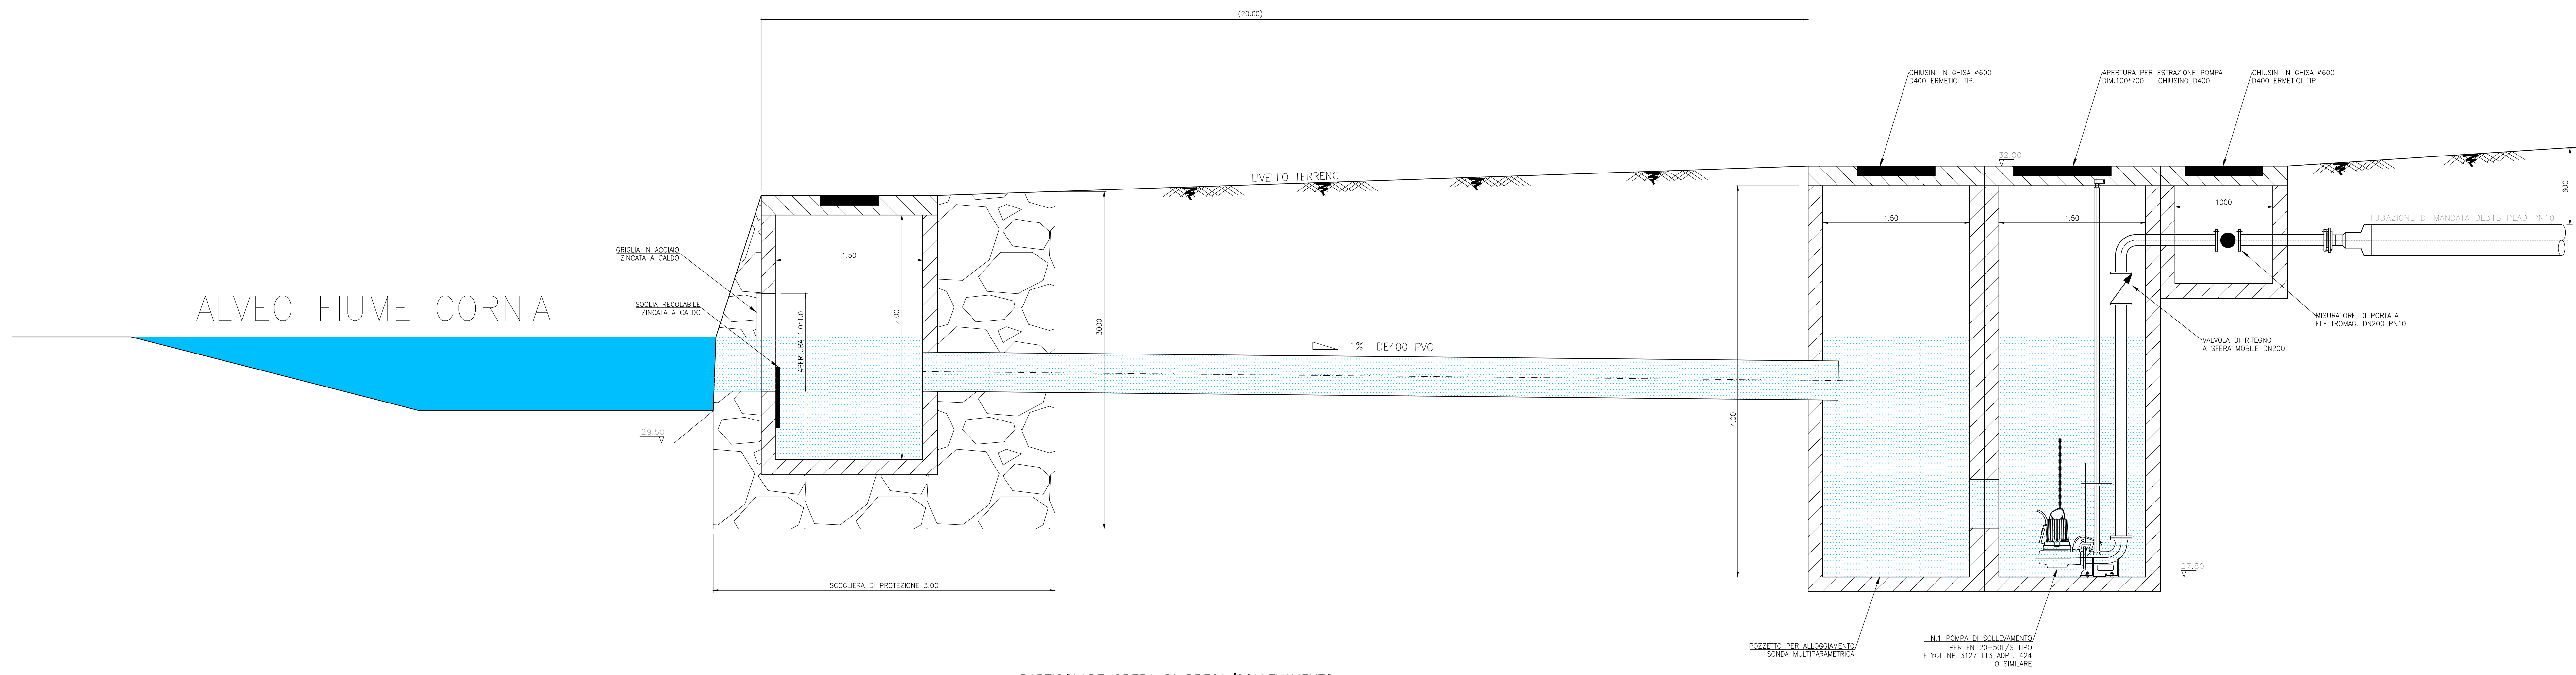 (20.00)
CHIUSINI IN GHISA ø600
D400 ERMETICI TIP.
APERTURA PER ESTRAZIONE POMPA
DIM.100*700 - CHIUSINO D400
CHIUSINI IN GHISA ø600
D400 ERMETICI TIP.
32.00
LIVELLO TERRENO
600
1000
1.50
1.50
TUBAZIONE DI MANDATA DE315 PEAD PN10
GRIGLIA IN ACCIAIO
ZINCATA A CALDO
1.50
ALVEO FIUME CORNIA
SOGLIA REGOLABILE
ZINCATA A CALDO
APERTURA 1.0*1.0
2.00
3000
1% DE400 PVC
MISURATORE DI PORTATA
ELETTROMAG. DN200 PN10
VALVOLA DI RITEGNO
A SFERA MOBILE DN200
4.00
29.50
27.80
SCOGLIERA DI PROTEZIONE 3.00
POZZETTO PER ALLOGGIAMENTO
SONDA MULTIPARAMETRICA
N.1 POMPA DI SOLLEVAMENTO
PER FN 20-50L/S TIPO
FLYGT NP 3127 LT3 ADPT. 424
O SIMILARE